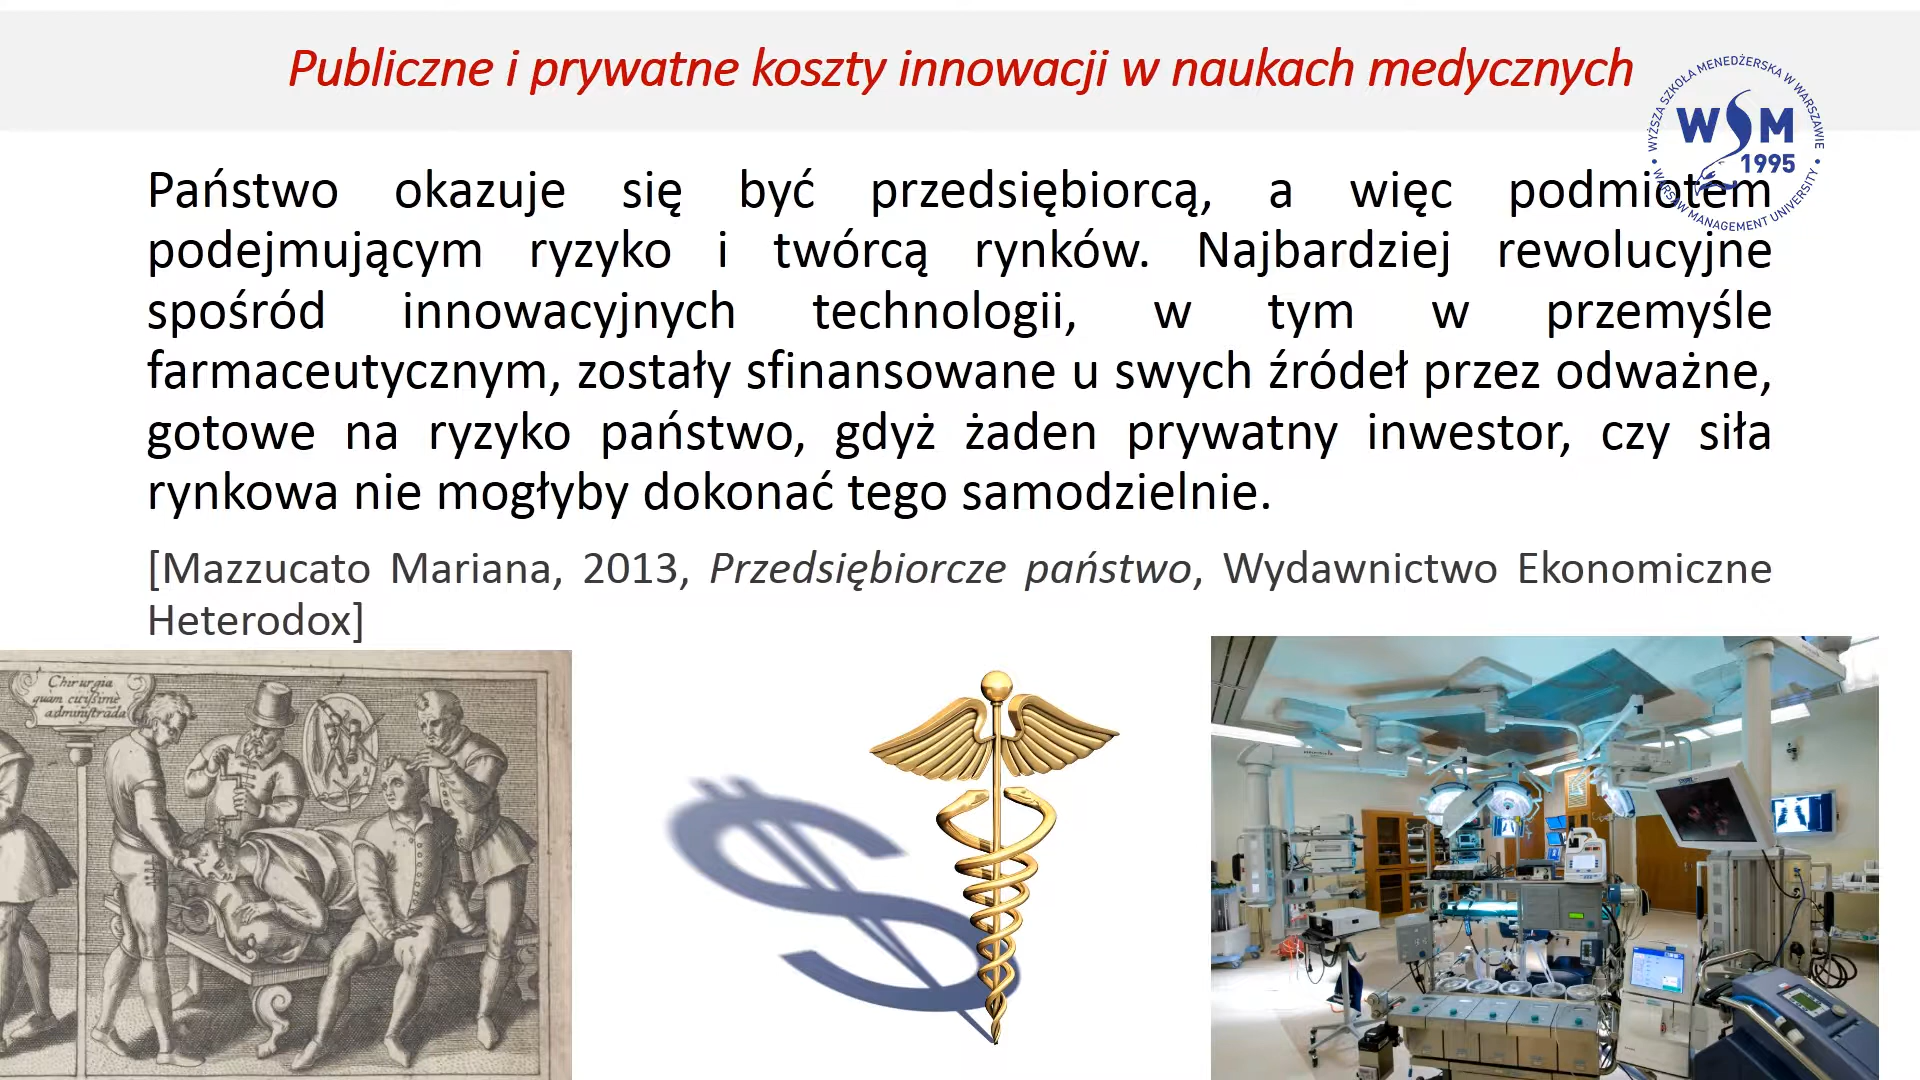 Publiczne i prywatne koszty innowacji w naukach medycznych
WYŻSZA SZKOŁA MENEDŻERSKA W WARSZAWIE
WSM
1995
WARSAW MANAGEMENT UNIVERSITY
Państwo okazuje się być przedsiębiorcą, a więc podmiotem
podejmującym ryzyko i twórcą rynków. Najbardziej rewolucyjne
spośród innowacyjnych technologii, w tym w przemyśle
farmaceutycznym, zostały sfinansowane u swych źródeł przez odważne,
gotowe na ryzyko państwo, gdyż żaden prywatny inwestor, czy siła
rynkowa nie mogłyby dokonać tego samodzielnie.
[Mazzucato Mariana, 2013, Przedsiębiorcze państwo, Wydawnictwo Ekonomiczne
Heterodox]
Chirurgia
quam